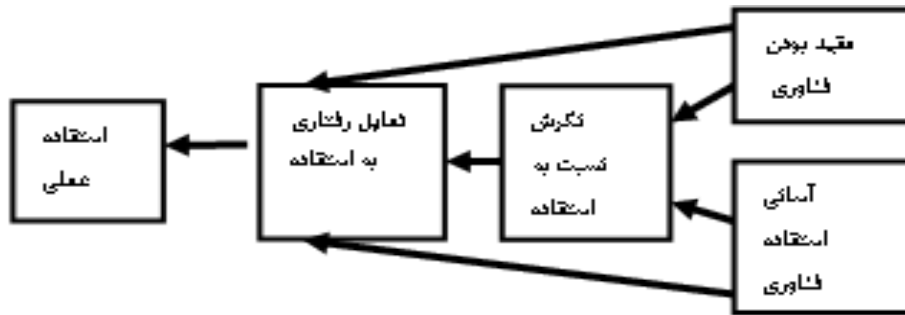 مفید بودن
فناوری
آسانی
استفاده
فناوری
نگرش
نسبت به
استفاده
تمایل رفتاری
به استفاده
استفاده
عملی